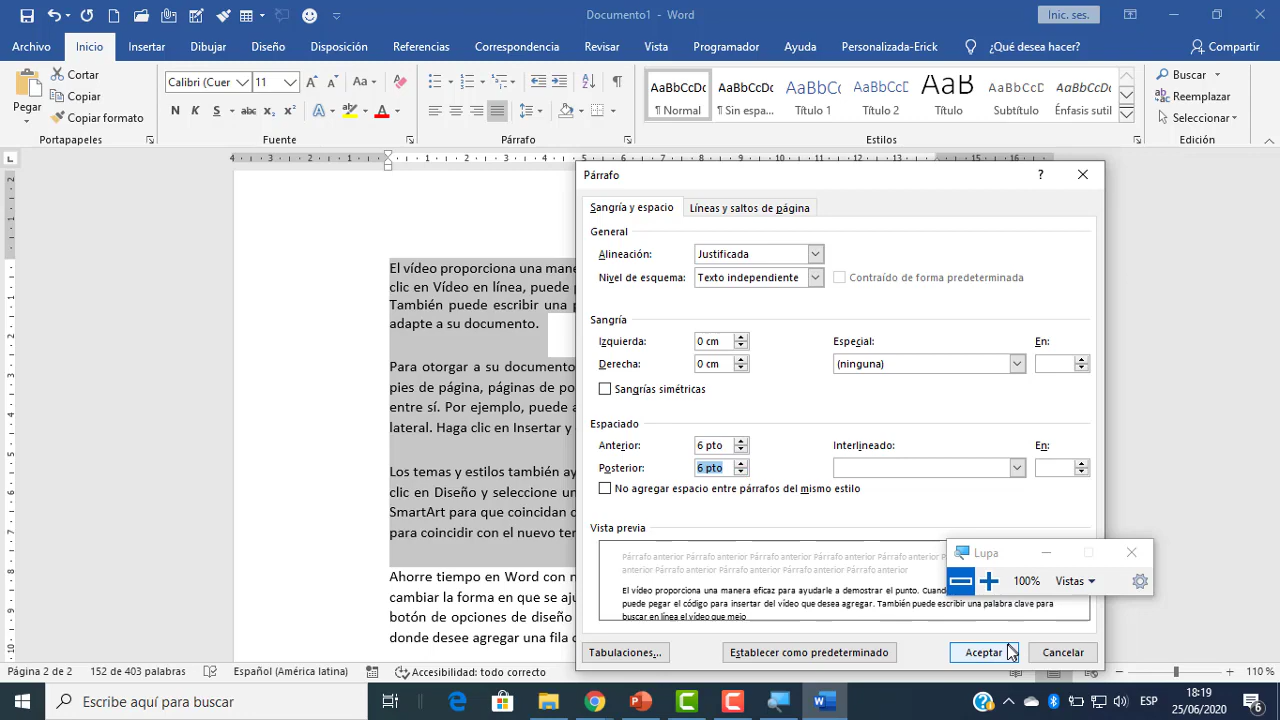 Documento1 - Word
Inic. ses.
Archivo Inicio Insertar Dibujar Diseño Disposición Referencias Correspondencia Revisar Vista Programador Ayuda Personalizada-Erick ¿Qué desea hacer? Compartir
Pegar
Cortar
Copiar
Copiar formato
Portapapeles
Calibri (Cuer 11
N K S abc x₂ x²
Fuente
Párrafo
AaBbCcDc AaBbCcDc AaBbCc AaBbCcC AaB AaBbCcC AaBbCcDc
¶ Normal ¶ Sin espa... Título 1 Título 2 Título Subtítulo Énfasis sutil
Estilos
Buscar
Reemplazar
Seleccionar
Edición
El vídeo proporciona una mane
clic en Vídeo en línea, puede p
También puede escribir una p
adapte a su documento.
Para otorgar a su documento
pies de página, páginas de po
entre sí. Por ejemplo, puede a
lateral. Haga clic en Insertar y
Los temas y estilos también ay
clic en Diseño y seleccione un
SmartArt para que coincidan c
para coincidir con el nuevo ten
Ahorre tiempo en Word con n
cambiar la forma en que se aju
botón de opciones de diseño
donde desee agregar una fila o
Párrafo
Sangría y espacio Líneas y saltos de página
General
Alineación: Justificada
Nivel de esquema: Texto independiente Contraído de forma predeterminada
Sangría
Izquierda: 0 cm Especial: En:
Derecha: 0 cm (ninguna)
Sangrías simétricas
Espaciado
Anterior: 6 pto Interlineado: En:
Posterior: 6 pto
No agregar espacio entre párrafos del mismo estilo
Vista previa
Párrafo anterior Párrafo anterior Párrafo anterior Párrafo anterior Párrafo anterior Párrafo
anterior Párrafo anterior Párrafo anterior Párrafo anterior
El vídeo proporciona una manera eficaz para ayudarle a demostrar el punto. Cuand
puede pegar el código para insertar del vídeo que desea agregar. También puede escribir una palabra clave para
buscar en línea el vídeo que mejo
Lupa
100% Vistas
Tabulaciones... Establecer como predeterminado Aceptar Cancelar
Página 2 de 2 152 de 403 palabras Español (América latina) Accesibilidad: todo correcto 110 %
Escribe aquí para buscar
ESP
18:19
25/06/2020
6